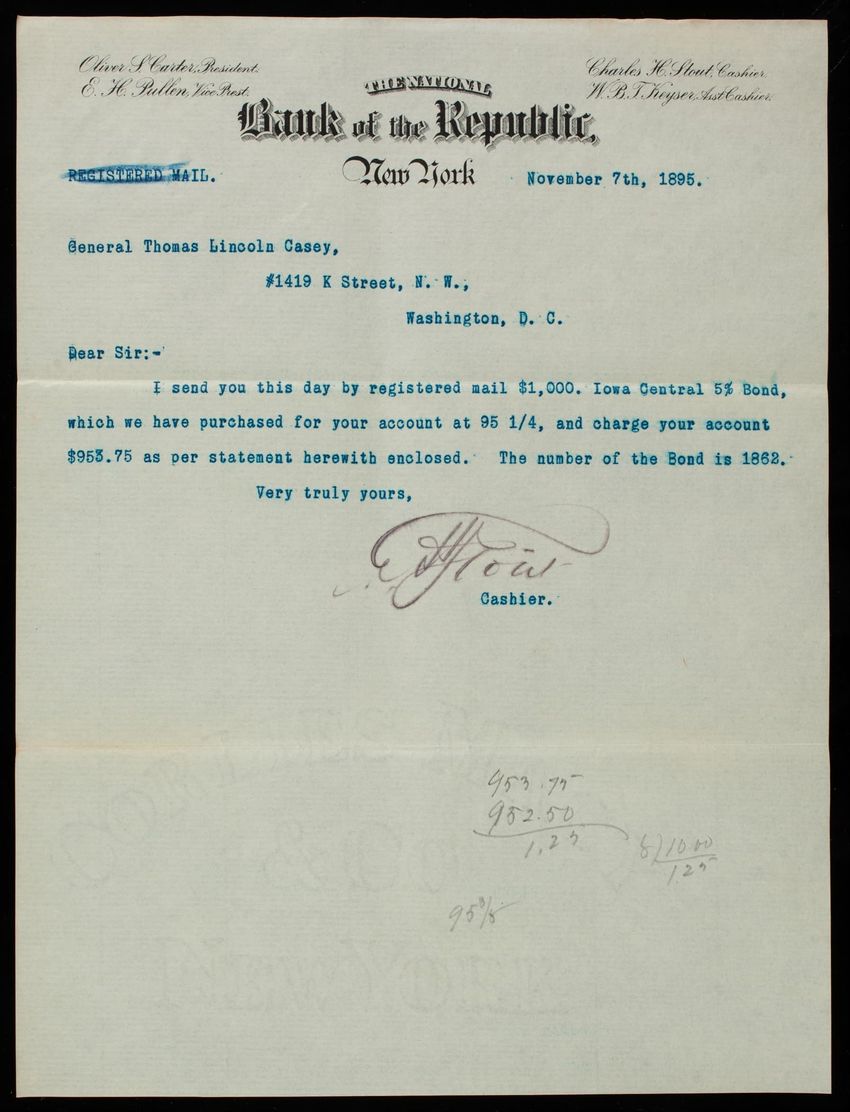 Oliver S. Carter, President.
E. H. Pullen, Vice Prest.
Charles H. Stout, Cashier.
W. B. T. Keyser, Asst Cashier.
THE NATIONAL
Bank of the Republic,
New York
REGISTERED MAIL.
November 7th, 1895.
General Thomas Lincoln Casey,
#1419 K Street, N. W.,
Washington, D. C.
Dear Sir:-
I send you this day by registered mail $1,000. Iowa Central 5% Bond,
which we have purchased for your account at 95 1/4, and charge your account
$953.75 as per statement herewith enclosed. The number of the Bond is 1862.
Very truly yours,
C H Stout
Cashier.
953.75
952.50
1.25
8)10.00
1.25
95 3/8